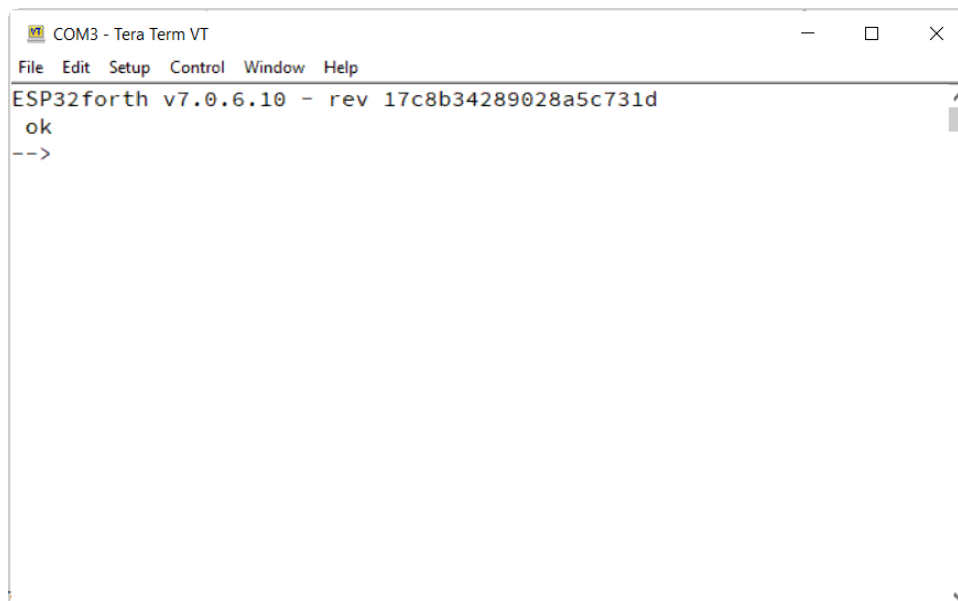 COM3 - Tera Term VT
File Edit Setup Control Window Help
ESP32forth v7.0.6.10 - rev 17c8b34289028a5c731d
ok
-->